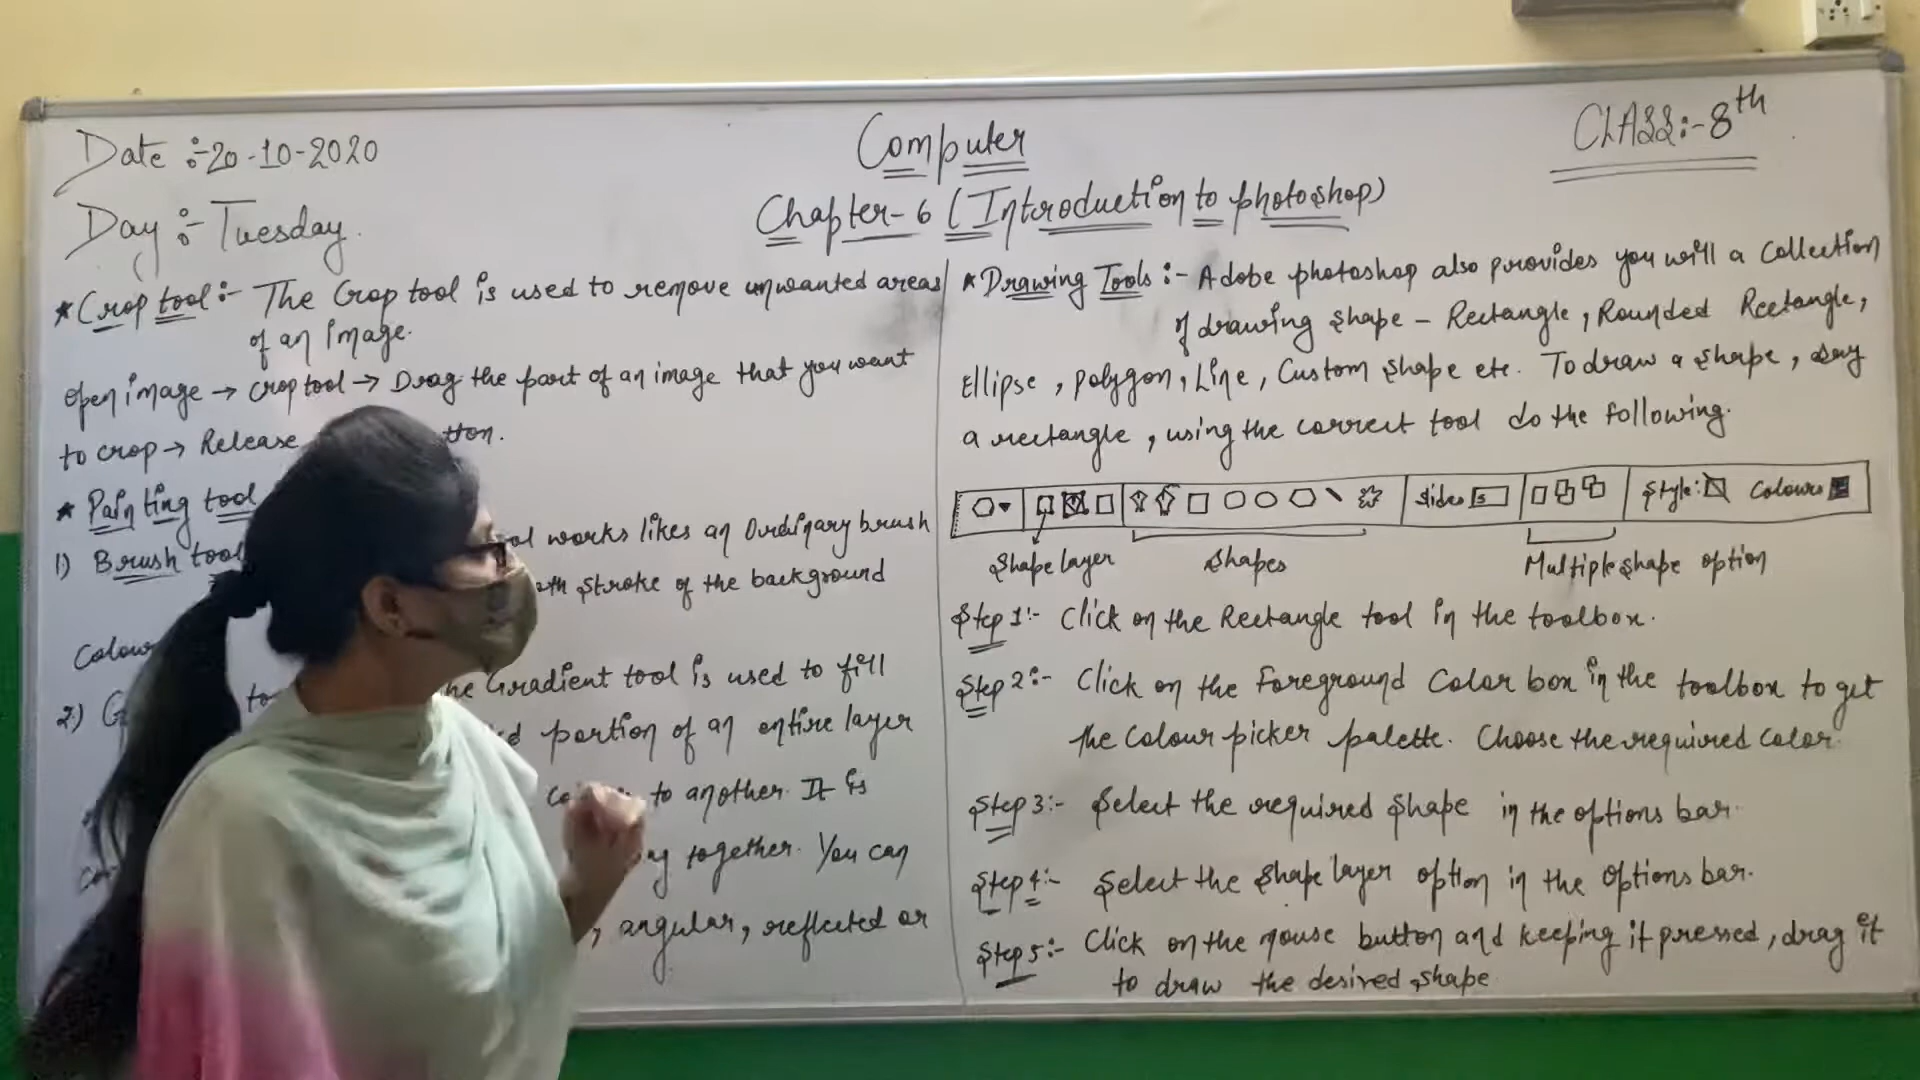 Date :- 20-10-2020
Day :- Tuesday.
Computer
Chapter-6 (Introduction to photoshop)
CLASS:- 8th
* Crop tool:- The Crop tool is used to remove unwanted areas
of an image.
open image → crop tool → Drag the part of an image that you want
to crop → Release
* Painting tool
1) Brush tool works likes an Ordinary brush
stroke of the background
Colour
2) the Gradient tool is used to fill
portion of an entire layer
to another. It is
together. You can
, angular, reflected or
* Drawing Tools :- Adobe photoshop also provides you will a Collection
of drawing shape - Rectangle, Rounded Rectangle,
Ellipse, polygon, Line, Custom shape etc. To draw a shape, say
a rectangle, using the correct tool do the following.
Sides 5 Style: Colour
Shape layer Shapes Multiple shape option
Step 1:- Click on the Rectangle tool in the toolbox.
Step 2:- Click on the Foreground Color box in the toolbox to get
the Colour picker palette. Choose the required color.
Step 3:- Select the required shape in the options bar.
Step 4:- Select the shape layer option in the options bar.
Step 5:- Click on the mouse button and keeping it pressed, drag it
to draw the desired shape